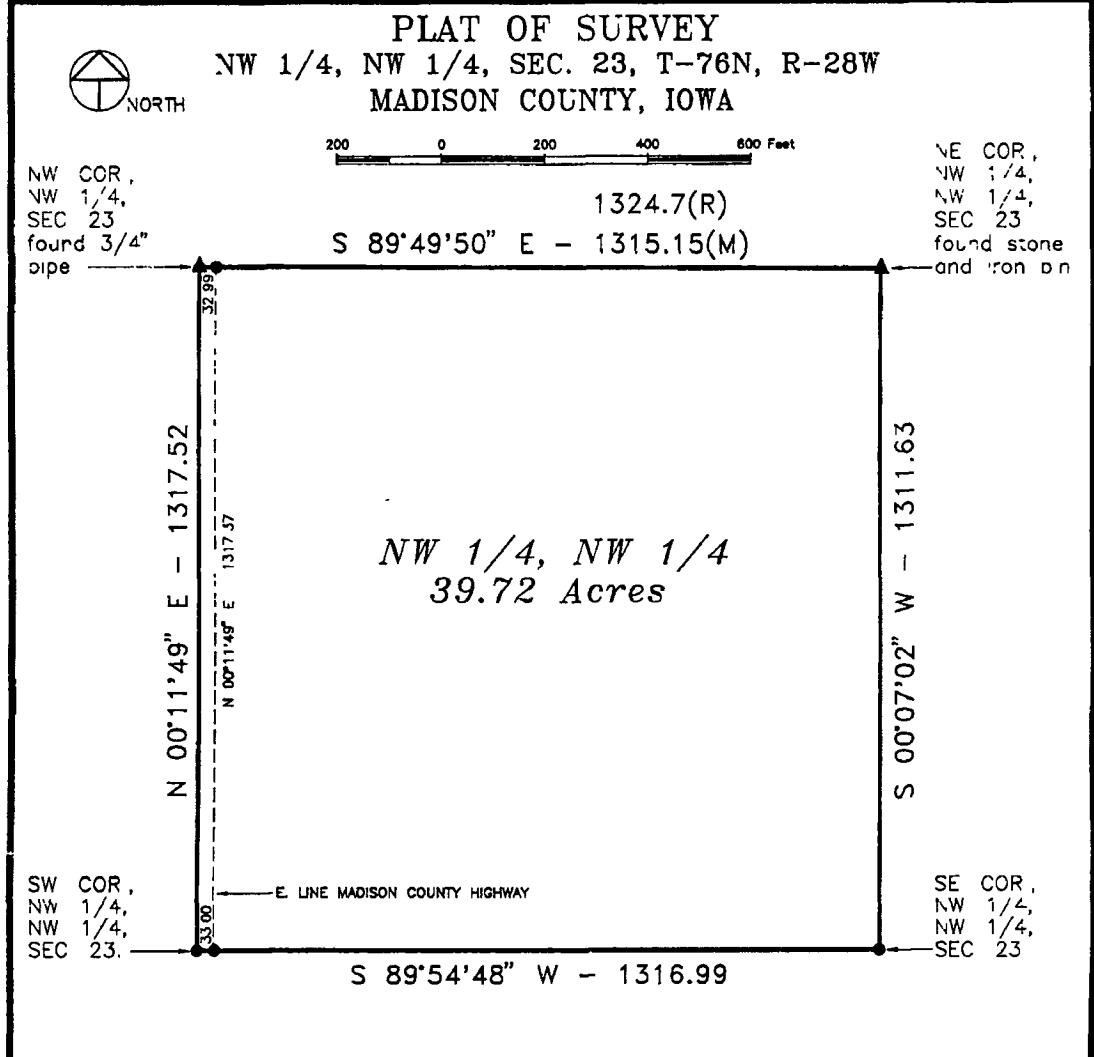 PLAT OF SURVEY
NW 1/4, NW 1/4, SEC. 23, T-76N, R-28W
MADISON COUNTY, IOWA
NORTH
200 0 200 400 600 Feet
NW COR,
NW 1/4,
NW 1/4,
SEC 23
found 3/4"
pipe
NE COR,
NW 1/4,
NW 1/4,
SEC 23
found stone
and iron pin
1324.7(R)
S 89°49'50" E - 1315.15(M)
32.99
N 00°11'49" E - 1317.52
N 00°11'49" E 1317.57
S 00°07'02" W - 1311.63
NW 1/4, NW 1/4
39.72 Acres
E. LINE MADISON COUNTY HIGHWAY
33.00
SW COR,
NW 1/4,
NW 1/4,
SEC 23.
SE COR,
NW 1/4,
NW 1/4,
SEC 23
S 89°54'48" W - 1316.99